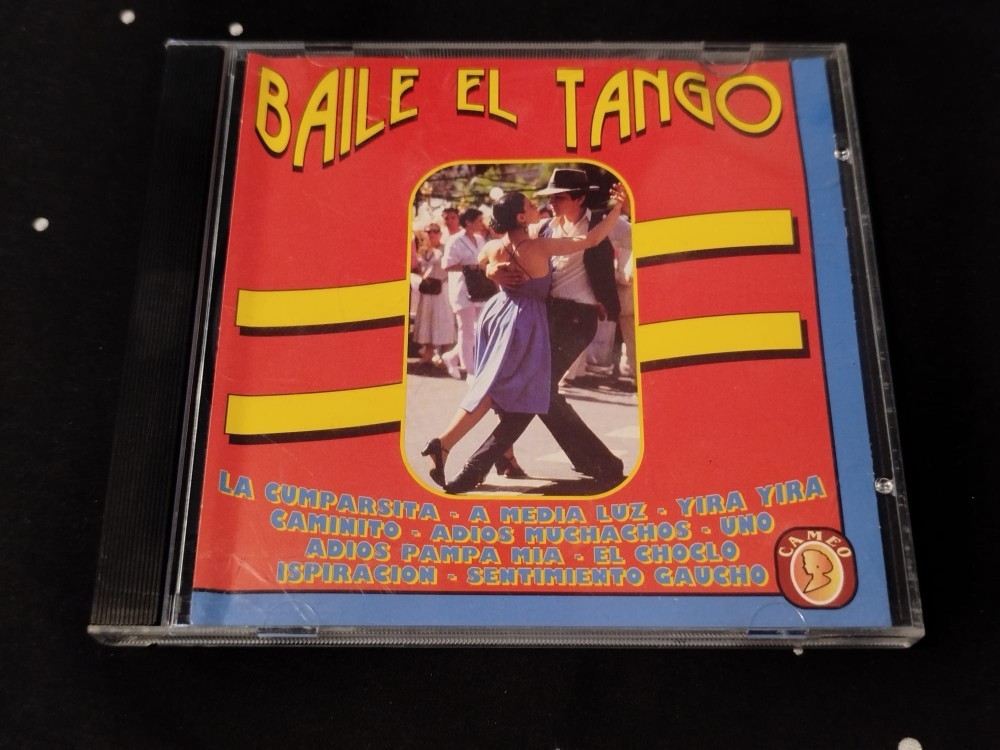 BAILE EL TANGO
LA CUMPARSITA - A MEDIA LUZ - YIRA YIRA
CAMINITO - ADIOS MUCHACHOS - UNO
ADIOS PAMPA MIA - EL CHOCLO
ISPIRACION - SENTIMIENTO GAUCHO
CAMEO